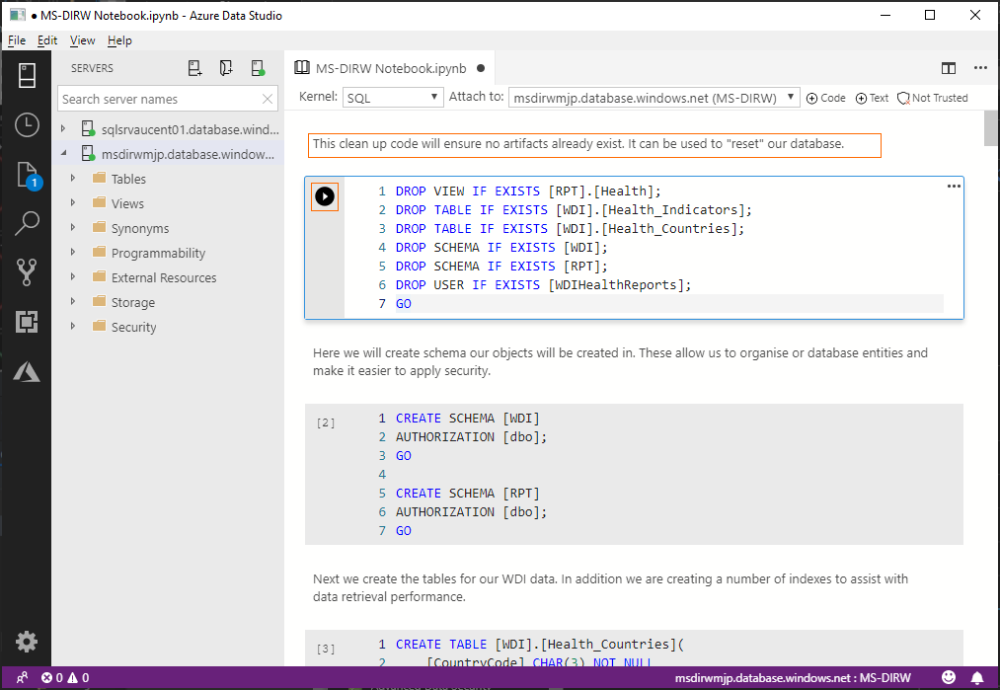 ● MS-DIRW Notebook.ipynb - Azure Data Studio
File Edit View Help
SERVERS
MS-DIRW Notebook.ipynb ●
Search server names
Kernel: SQL Attach to: msdirwmjp.database.windows.net (MS-DIRW) Code Text Not Trusted
sqlsrvaucent01.database.wind...
msdirwmjp.database.window...
Tables
Views
Synonyms
Programmability
External Resources
Storage
Security
1
This clean up code will ensure no artifacts already exist. It can be used to "reset" our database.
1 DROP VIEW IF EXISTS [RPT].[Health];
2 DROP TABLE IF EXISTS [WDI].[Health_Indicators];
3 DROP TABLE IF EXISTS [WDI].[Health_Countries];
4 DROP SCHEMA IF EXISTS [WDI];
5 DROP SCHEMA IF EXISTS [RPT];
6 DROP USER IF EXISTS [WDIHealthReports];
7 GO
Here we will create schema our objects will be created in. These allow us to organise or database entities and
make it easier to apply security.
[2]
1 CREATE SCHEMA [WDI]
2 AUTHORIZATION [dbo];
3 GO
4
5 CREATE SCHEMA [RPT]
6 AUTHORIZATION [dbo];
7 GO
Next we create the tables for our WDI data. In addition we are creating a number of indexes to assist with
data retrieval performance.
[3]
1 CREATE TABLE [WDI].[Health_Countries](
2 [CountryCode] CHAR(3) NOT NULL
0 0
msdirwmjp.database.windows.net : MS-DIRW